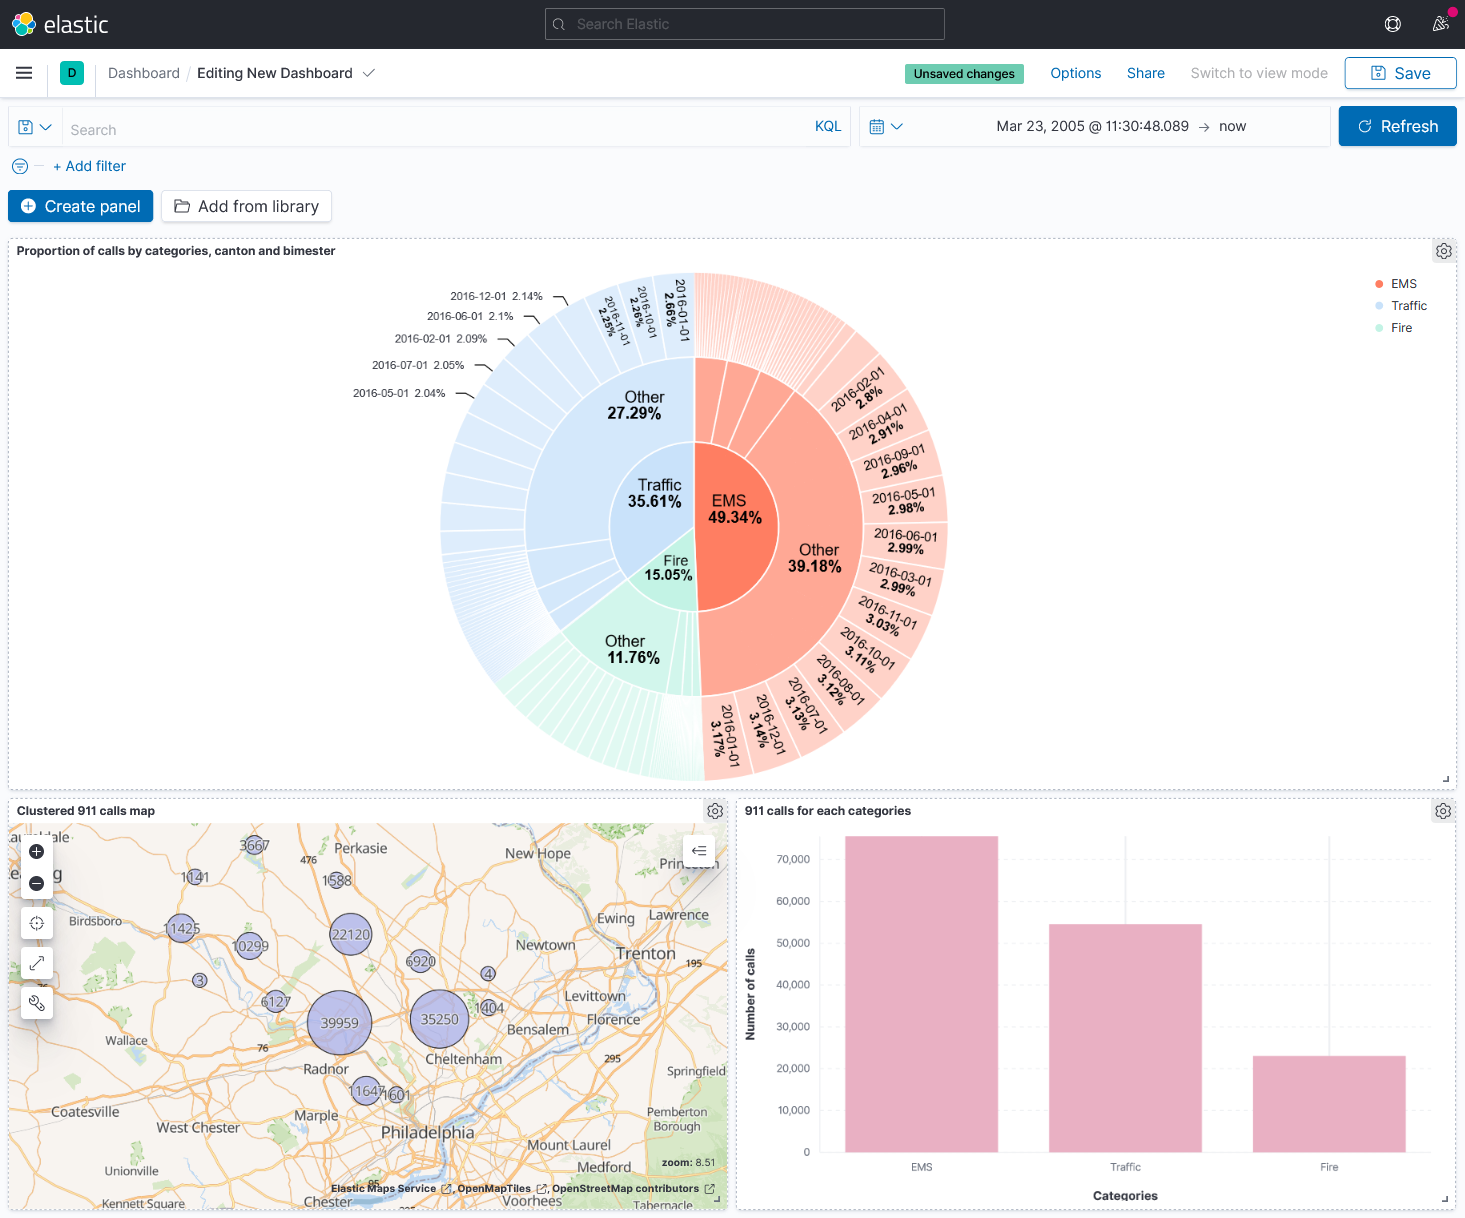 elastic
Search Elastic
D
Dashboard / Editing New Dashboard
Unsaved changes
Options
Share
Switch to view mode
Save
Search
KQL
Mar 23, 2005 @ 11:30:48.089 → now
Refresh
+ Add filter
Create panel
Add from library
Proportion of calls by categories, canton and bimester
EMS
Traffic
Fire
2016-12-01 2.14%
2016-06-01 2.1%
2016-02-01 2.09%
2016-07-01 2.05%
2016-05-01 2.04%
2016-11-01
2.25%
2016-10-01
2.26%
2016-01-01
2.66%
2016-02-01
2.8%
2016-04-01
2.91%
2016-09-01
2.96%
2016-05-01
2.98%
2016-06-01
2.99%
2016-03-01
2.99%
2016-11-01
3.03%
2016-10-01
3.11%
2016-08-01
3.12%
2016-07-01
3.13%
2016-12-01
3.14%
2016-01-01
3.17%
Other
27.29%
Traffic
35.61%
EMS
49.34%
Fire
15.05%
Other
39.18%
Other
11.76%
Clustered 911 calls map
3667
476
Perkasie
New Hope
1141
1588
Birdsboro
11425
10299
22120
Ewing
Lawrence
Newtown
Trenton
195
6920
4
3
6127
1404
Levittown
39959
35250
Florence
Bensalem
Wallace
76
Cheltenham
295
Radnor
Springfield
11647
1601
Coatesville
West Chester
Marple
Philadelphia
Pemberton
Borough
Mount Laurel
Medford
Unionville
zoom: 8.51
95
Elastic Maps Service , OpenMapTiles , OpenStreetMap contributors
Kennett Square
Chester
Voorhees
Tabernacle
911 calls for each categories
70,000
60,000
50,000
40,000
30,000
20,000
10,000
0
Number of calls
EMS
Traffic
Fire
Categories